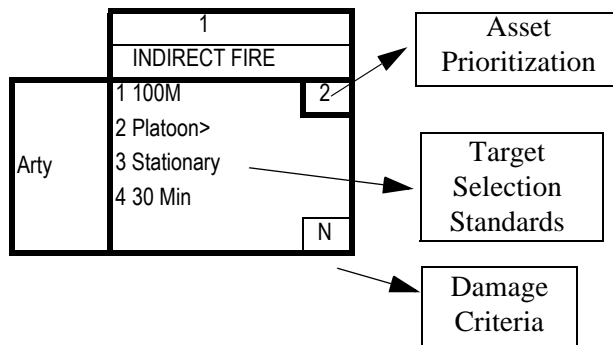 1
INDIRECT FIRE
Arty
1 100M
2
2 Platoon>
3 Stationary
4 30 Min
N
Asset
Prioritization
Target
Selection
Standards
Damage
Criteria